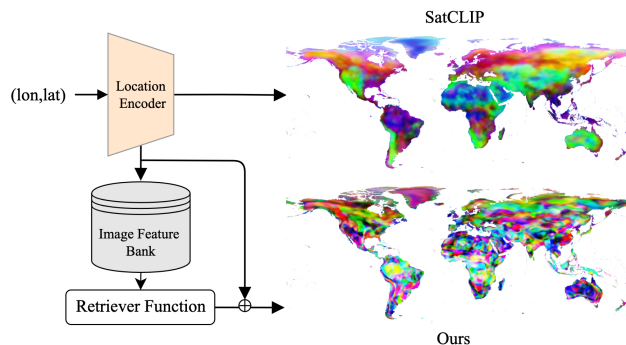 SatCLIP
Location
Encoder
(lon,lat)
Image Feature
Bank
Retriever Function
Ours